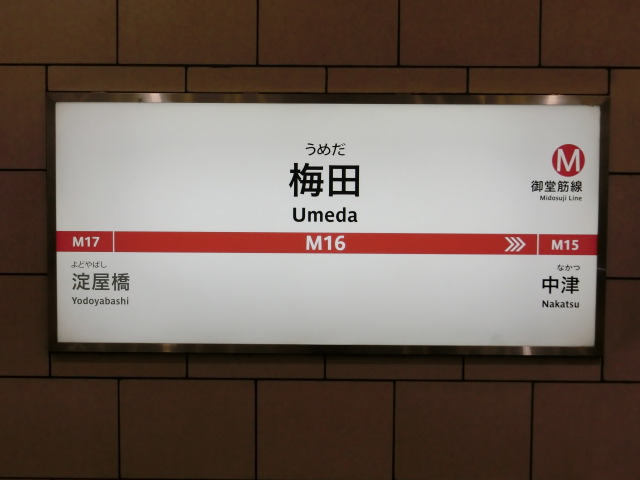 うめだ
梅田
Umeda
M
御堂筋線
Midosuji Line
M17
M16
M15
よどやばし
淀屋橋
Yodoyabashi
なかつ
中津
Nakatsu